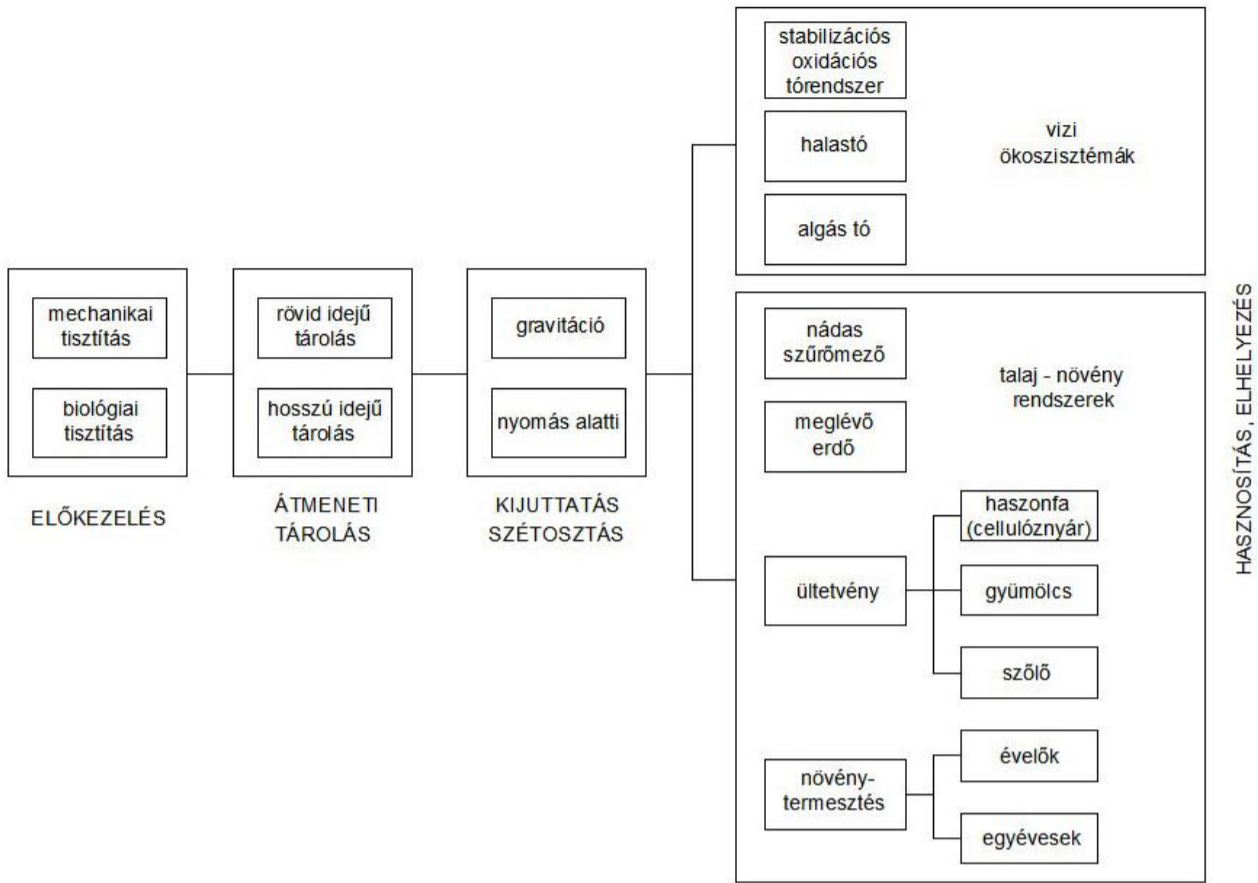 mechanikai
tisztítás
biológiai
tisztítás
ELŐKEZELÉS
rövid idejű
tárolás
hosszú idejű
tárolás
ÁTMENETI
TÁROLÁS
gravitáció
nyomás alatti
KIJUTTATÁS
SZÉTOSZTÁS
stabilizációs
oxidációs
tórendszer
halastó
algás tó
vizi
ökoszisztémák
nádas
szűrőmező
meglévő
erdő
talaj - növény
rendszerek
ültetvény
haszonfa
(cellulóznyár)
gyümölcs
szőlő
növény-
termesztés
évelők
egyévesek
HASZNOSÍTÁS, ELHELYEZÉS